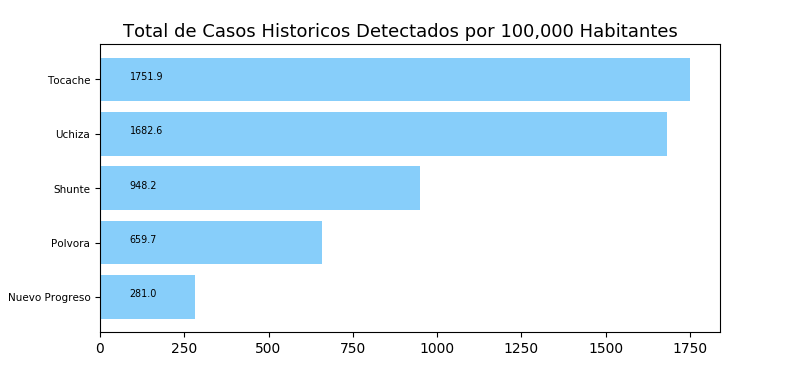 Total de Casos Historicos Detectados por 100,000 Habitantes
Tocache 1751.9
Uchiza 1682.6
Shunte 948.2
Polvora 659.7
Nuevo Progreso 281.0
0 250 500 750 1000 1250 1500 1750